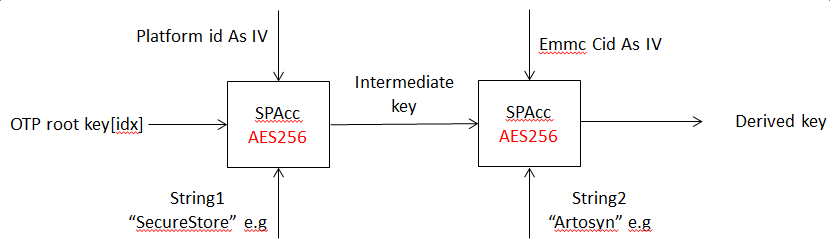 Platform id As IV
Emmc Cid As IV
Intermediate
key
SPAcc
AES256
SPAcc
AES256
OTP root key[idx]
Derived key
String1
“SecureStore” e.g
String2
“Artosyn” e.g